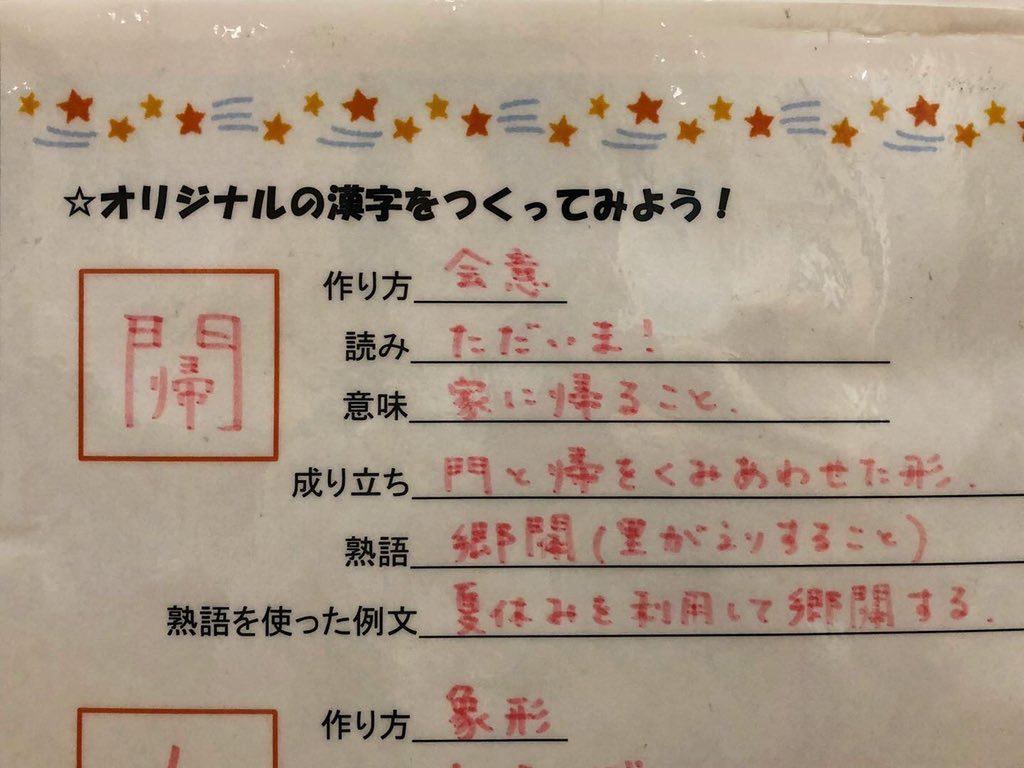 ☆オリジナルの漢字をつくってみよう！
作り方 会意
読み ただいま!
意味 家に帰ること.
成り立ち 門と帰をくみあわせた形.
熟語 郷(里がえりすること)
熟語を使った例文 夏休みを利用して郷する.
作り方 象形